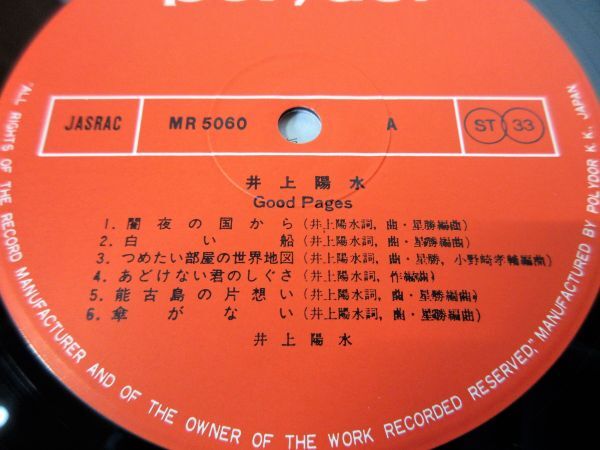 polydor
JASRAC MR 5060 A ST 33
井上陽水
Good Pages
1. 闇夜の国から(井上陽水詞, 曲・星勝編曲)
2. 白い船(井上陽水詞, 曲・星勝編曲)
3. つめたい部屋の世界地図(井上陽水詞, 曲・星勝, 小野崎孝輔編曲)
4. あどけない君のしぐさ(井上陽水詞, 作編曲)
5. 能古島の片想い(井上陽水詞, 曲・星勝編曲)
6. 傘がない(井上陽水詞, 曲・星勝編曲)
井上陽水
"ALL RIGHTS OF THE RECORD MANUFACTURER AND OF THE OWNER OF THE WORK RECORDED RESERVED," MANUFACTURED BY POLYDOR K. K. JAPAN